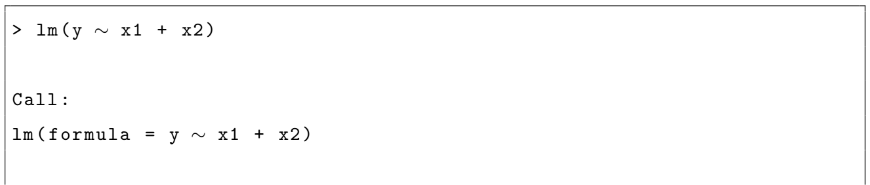 > lm(y ∼ x1 + x2)
Call:
lm(formula = y ∼ x1 + x2)